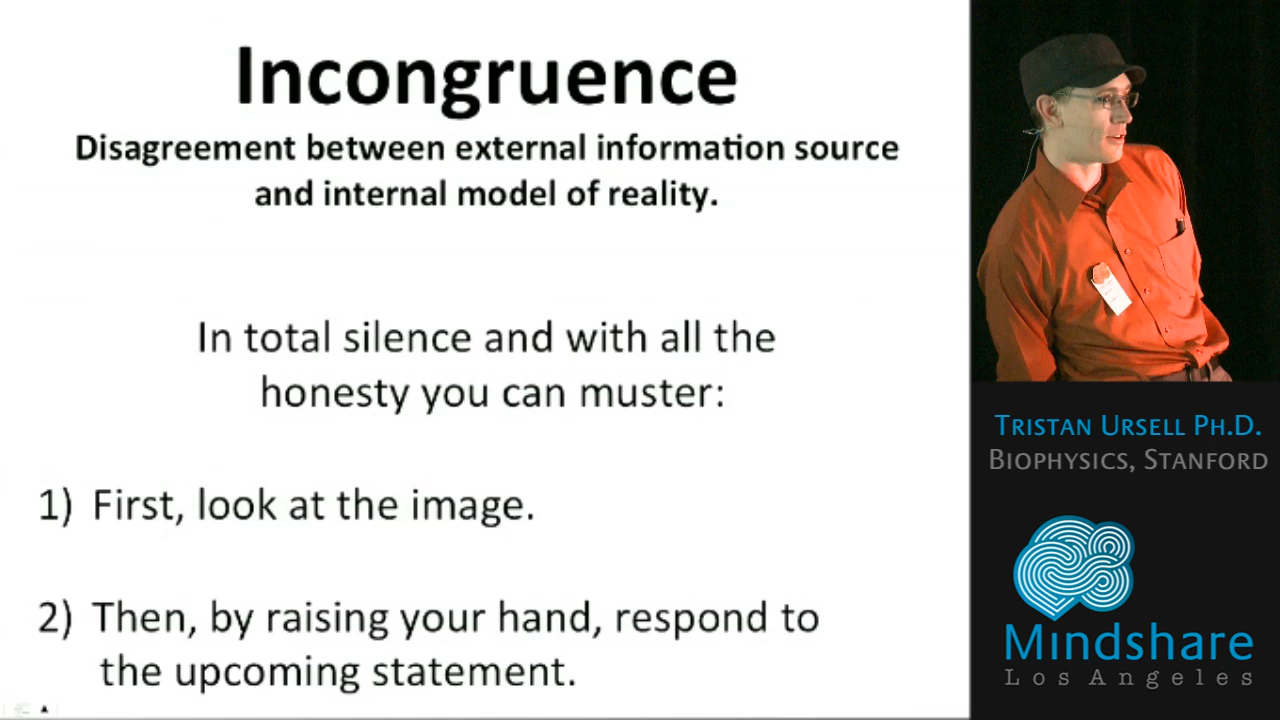 Incongruence
Disagreement between external information source
and internal model of reality.
In total silence and with all the
honesty you can muster:
1) First, look at the image.
2) Then, by raising your hand, respond to
the upcoming statement.
Tristan Ursell Ph.D.
Biophysics, Stanford
Mindshare
Los Angeles